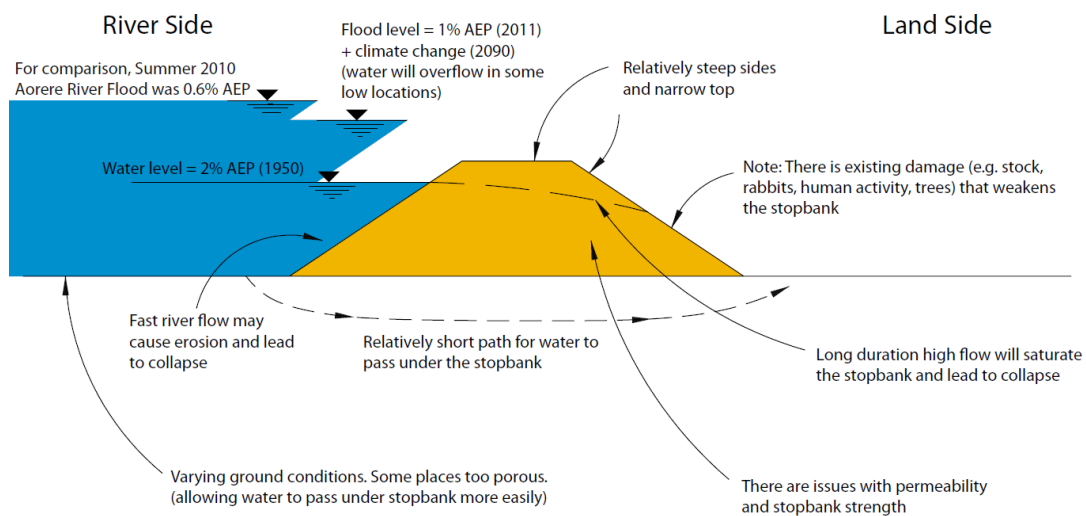 River Side
Land Side
Flood level = 1% AEP (2011)
+ climate change (2090)
(water will overflow in some
low locations)
For comparison, Summer 2010
Aorere River Flood was 0.6% AEP
Relatively steep sides
and narrow top
Water level = 2% AEP (1950)
Note: There is existing damage (e.g. stock,
rabbits, human activity, trees) that weakens
the stopbank
Fast river flow may
cause erosion and lead
to collapse
Relatively short path for water to
pass under the stopbank
Long duration high flow will saturate
the stopbank and lead to collapse
Varying ground conditions. Some places too porous.
(allowing water to pass under stopbank more easily)
There are issues with permeability
and stopbank strength